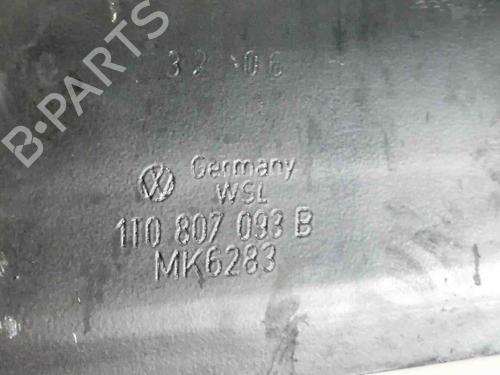 B-PARTS
32 06
Germany
WSL
1T0 807 093 B
MK6283